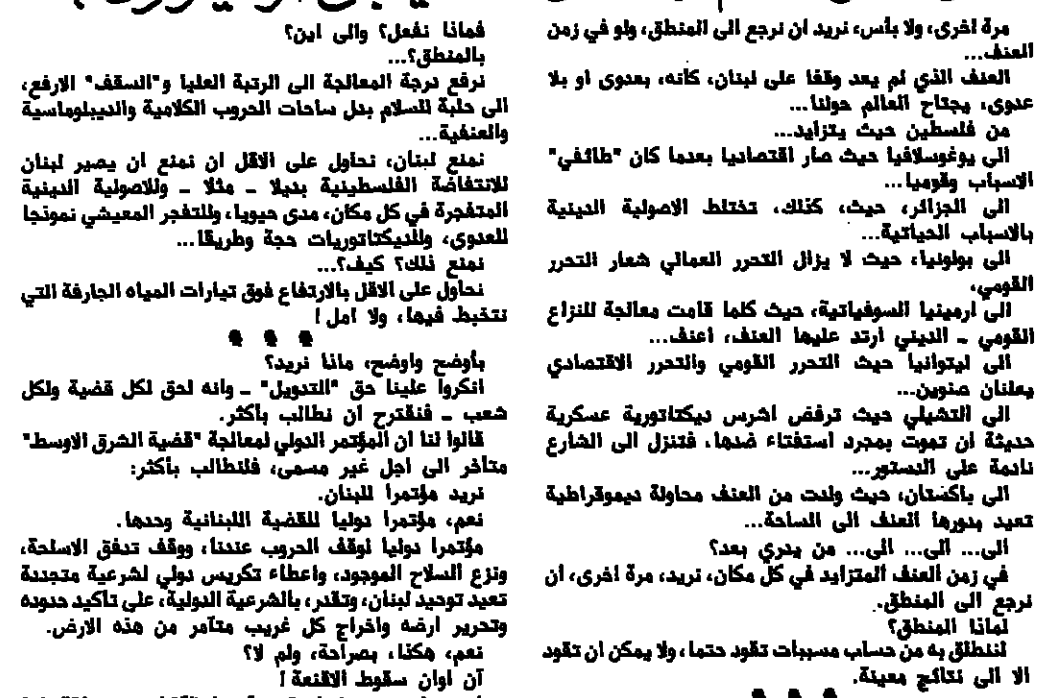 مرة اخرى، ولا بأس، نريد ان نرجع الى المنطق، ولو في زمن
العنف...
العنف الذي لم يعد وقفا على لبنان، كأنه، بعدوى او بلا
عدوى، يجتاح العالم حولنا...
من فلسطين حيث يتزايد...
الى يوغوسلافيا حيث صار اقتصاديا بعدما كان "طائفي"
الاسباب وقوميا...
الى الجزائر، حيث، كذلك، تختلط الاصولية الدينية
بالاسباب الحياتية...
الى بولونيا، حيث لا يزال التحرر العمالي شعار التحرر
القومي،
الى ارمينيا السوفياتية، حيث كلما قامت معالجة للنزاع
القومي - الديني ارتد عليها العنف، اعنف...
الى ليتوانيا حيث التحرر القومي والتحرر الاقتصادي
يعلنان صنوين...
الى التشيلي حيث ترفض اشرس ديكتاتورية عسكرية
حديثة ان تموت بمجرد استفتاء ضدها، فتنزل الى الشارع
نادمة على الدستور...
الى باكستان، حيث ولدت من العنف محاولة ديموقراطية
تعيد بدورها العنف الى الساحة...
الى... الى... الى... من يدري بعد؟
في زمن العنف المتزايد في كل مكان، نريد، مرة اخرى، ان
نرجع الى المنطق.
لماذا المنطق؟
لننطلق به من حساب مسببات تقود حتما، ولا يمكن ان تقود
الا الى نتائج معينة.
فماذا نفعل؟ والى اين؟
بالمنطق؟...
نرفع درجة المعالجة الى الرتبة العليا و"السقف" الارفع،
الى حلبة للسلام بدل ساحات الحروب الكلامية والديبلوماسية
والعنفية...
نمنع لبنان، نحاول على الاقل ان نمنع ان يصير لبنان
للانتفاضة الفلسطينية بديلا - مثلا - وللاصولية الدينية
المتفجرة في كل مكان، مدى حيويا، وللتفجر المعيشي نموذجا
للعدوى، وللديكتاتوريات حجة وطريقا...
نمنع ذلك؟ كيف؟...
نحاول على الاقل بالارتفاع فوق تيارات المياه الجارفة التي
نتخبط فيها، ولا امل!
بأوضح واوضح، ماذا نريد؟
انكروا علينا حق "التدويل" - وانه لحق لكل قضية ولكل
شعب - فنقترح ان نطالب بأكثر.
قالوا لنا ان المؤتمر الدولي لمعالجة "قضية الشرق الاوسط"
متأخر الى اجل غير مسمى، فلنطالب بأكثر:
نريد مؤتمرا للبنان.
نعم، مؤتمرا دوليا للقضية اللبنانية وحدها.
مؤتمرا دوليا لوقف الحروب عندنا، ووقف تدفق الاسلحة،
ونزع السلاح الموجود، واعطاء تكريس دولي لشرعية متجددة
تعيد توحيد لبنان، وتقدر، بالشرعية الدولية، على تاكيد حدوده
وتحرير ارضه واخراج كل غريب متآمر من هذه الارض.
نعم، هكذا، بصراحة، ولم لا؟
آن اوان سقوط الاقنعة!